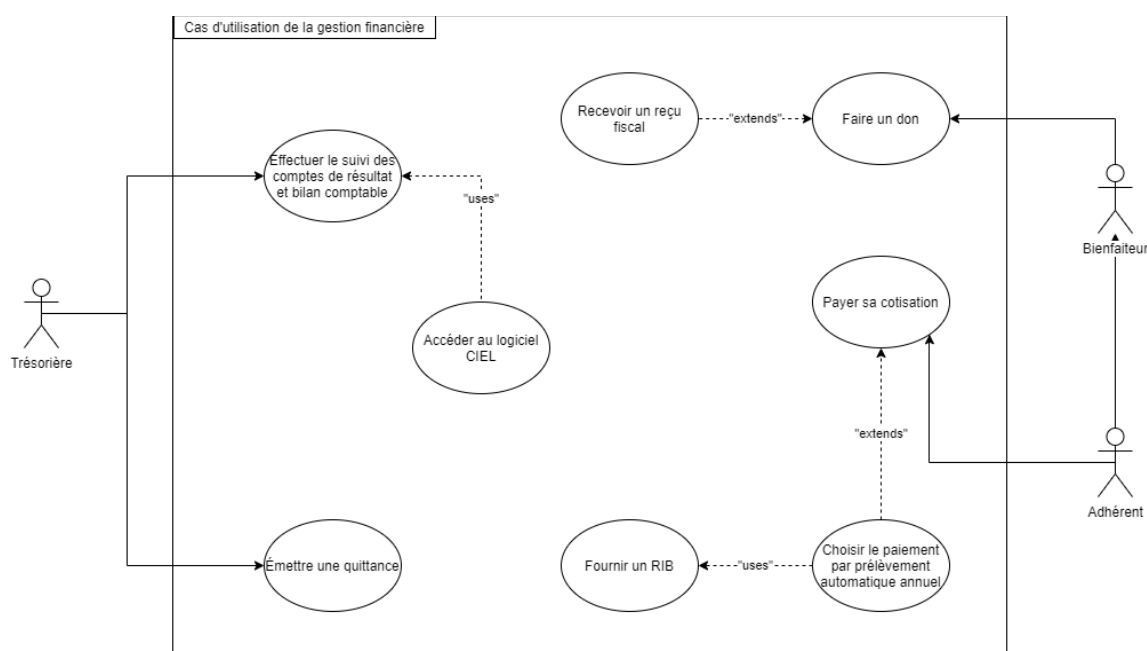 Cas d'utilisation de la gestion financière
Recevoir un reçu
fiscal
"extends"
Faire un don
Effectuer le suivi des
comptes de résultat
et bilan comptable
"uses"
Bienfaiteur
Payer sa cotisation
Accéder au logiciel
CIEL
Trésorière
"extends"
Adhérent
Émettre une quittance
Fournir un RIB
"uses"
Choisir le paiement
par prélèvement
automatique annuel